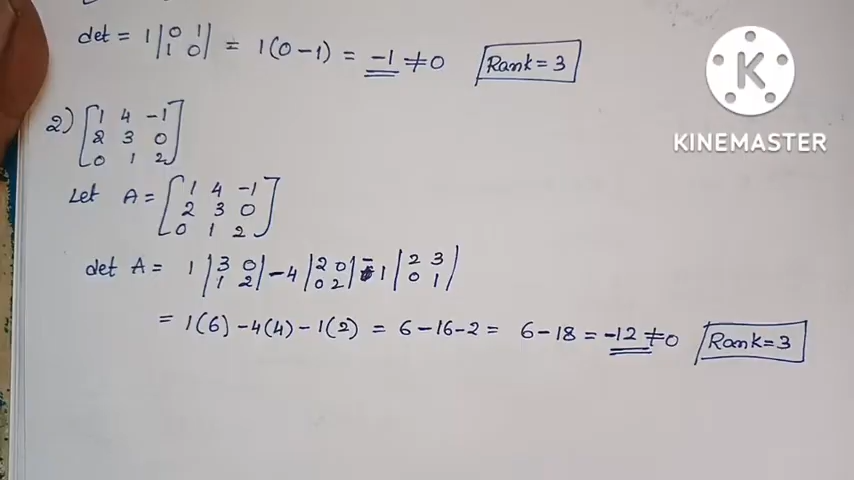 det = 1 |0 1 1 0| = 1(0-1) = -1 ≠ 0 Rank = 3
K
KINEMASTER
2) [1 4 -1
2 3 0
0 1 2]
Let A = [1 4 -1
2 3 0
0 1 2]
det A = 1 |3 0 1 2| - 4 |2 0 0 2| - 1 |2 3 0 1|
= 1(6) - 4(4) - 1(2) = 6 - 16 - 2 = 6 - 18 = -12 ≠ 0 Rank = 3